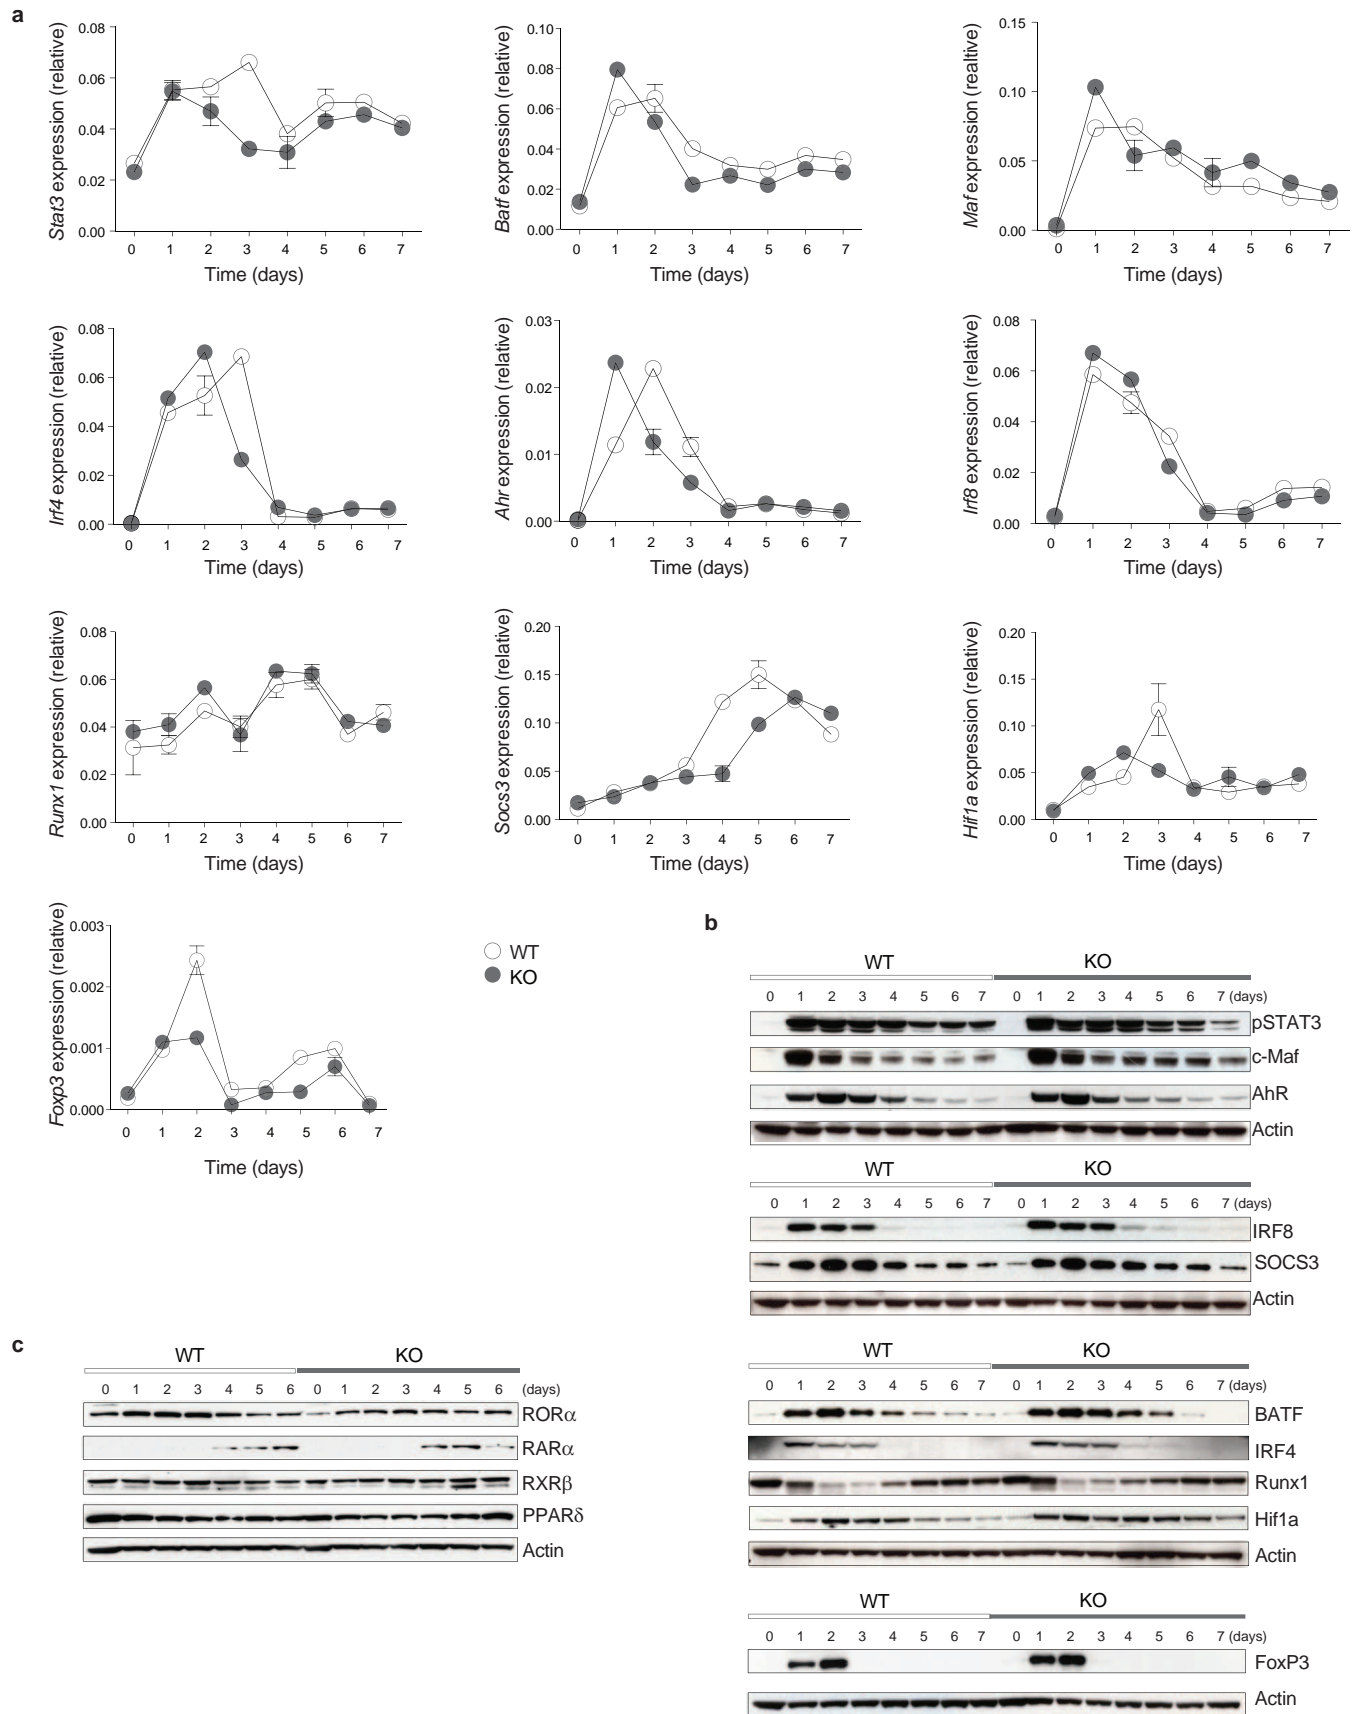 a
Stat3 expression (relative)
0.08
0.06
0.04
0.02
0.00
0 1 2 3 4 5 6 7
Time (days)
Batf expression (relative)
0.10
0.08
0.06
0.04
0.02
0.00
0 1 2 3 4 5 6 7
Time (days)
Maf expression (realtive)
0.15
0.10
0.05
0.00
0 1 2 3 4 5 6 7
Time (days)
Irf4 expression (relative)
0.08
0.06
0.04
0.02
0.00
0 1 2 3 4 5 6 7
Time (days)
Ahr expression (relative)
0.03
0.02
0.01
0.00
0 1 2 3 4 5 6 7
Time (days)
Irf8 expression (relative)
0.08
0.06
0.04
0.02
0.00
0 1 2 3 4 5 6 7
Time (days)
Runx1 expression (relative)
0.08
0.06
0.04
0.02
0.00
0 1 2 3 4 5 6 7
Time (days)
Socs3 expression (relative)
0.20
0.15
0.10
0.05
0.00
0 1 2 3 4 5 6 7
Time (days)
Hif1a expression (relative)
0.20
0.15
0.10
0.05
0.00
0 1 2 3 4 5 6 7
Time (days)
Foxp3 expression (relative)
0.003
0.002
0.001
0.000
0 1 2 3 4 5 6 7
Time (days)
WT
KO
b
WT KO
0 1 2 3 4 5 6 7 0 1 2 3 4 5 6 7 (days)
pSTAT3
c-Maf
AhR
Actin
WT KO
0 1 2 3 4 5 6 7 0 1 2 3 4 5 6 7 (days)
IRF8
SOCS3
Actin
WT KO
0 1 2 3 4 5 6 7 0 1 2 3 4 5 6 7 (days)
BATF
IRF4
Runx1
Hif1a
Actin
WT KO
0 1 2 3 4 5 6 7 0 1 2 3 4 5 6 7 (days)
FoxP3
Actin
c
WT KO
0 1 2 3 4 5 6 0 1 2 3 4 5 6 (days)
RORα
RARα
RXRβ
PPARδ
Actin